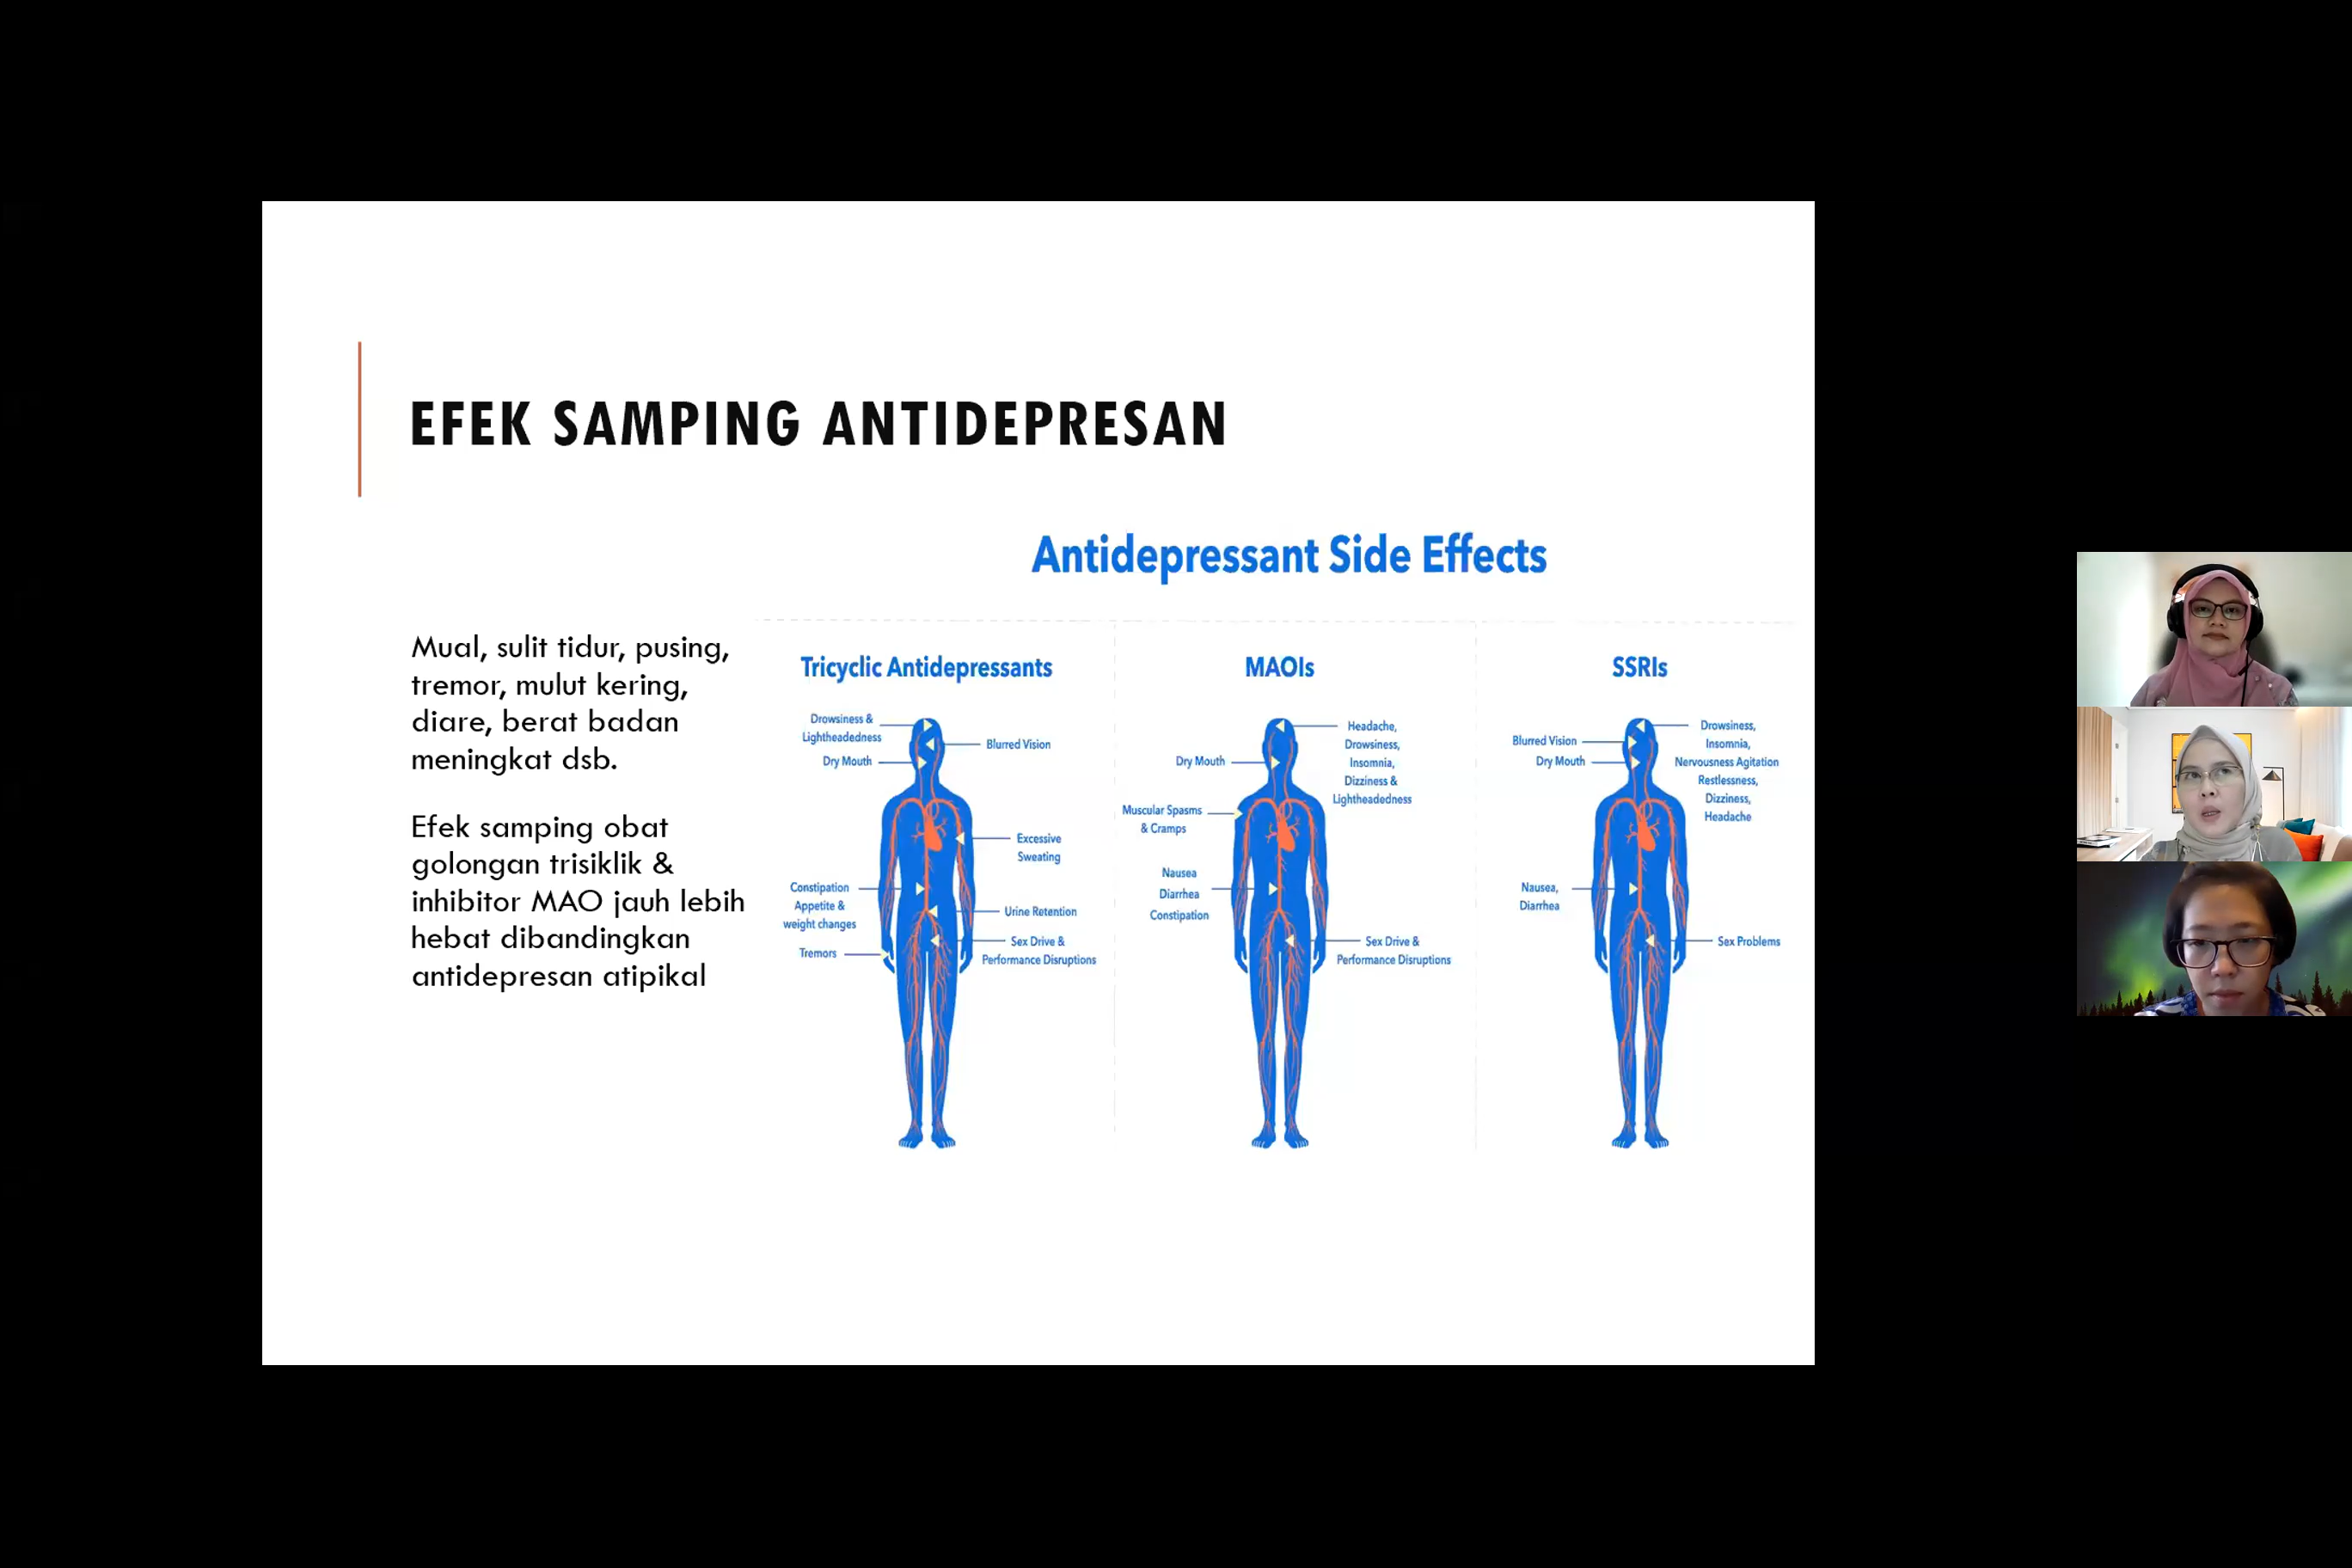 EFEK SAMPING ANTIDEPRESAN
Mual, sulit tidur, pusing,
tremor, mulut kering,
diare, berat badan
meningkat dsb.
Efek samping obat
golongan trisiklik &
inhibitor MAO jauh lebih
hebat dibandingkan
antidepresan atipikal
Antidepressant Side Effects
Tricyclic Antidepressants
Drowsiness &
Lightheadedness
Blurred Vision
Dry Mouth
Excessive
Sweating
Constipation
Appetite &
weight changes
Urine Retention
Tremors
Sex Drive &
Performance Disruptions
MAOIs
Headache,
Drowsiness,
Insomnia,
Dizziness &
Lightheadedness
Dry Mouth
Muscular Spasms
& Cramps
Nausea
Diarrhea
Constipation
Sex Drive &
Performance Disruptions
SSRIs
Blurred Vision
Dry Mouth
Drowsiness,
Insomnia,
Nervousness Agitation
Restlessness,
Dizziness,
Headache
Nausea,
Diarrhea
Sex Problems